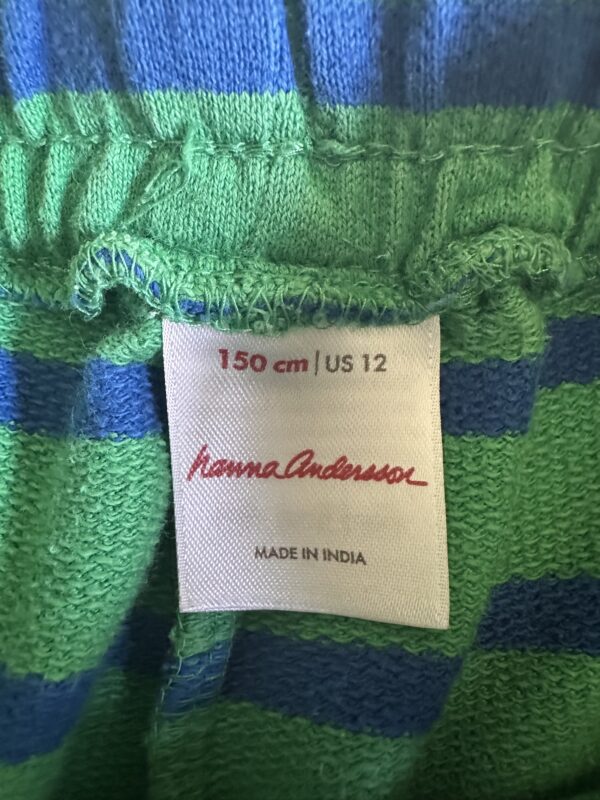 150 cm | US 12
hanna Andersson
MADE IN INDIA